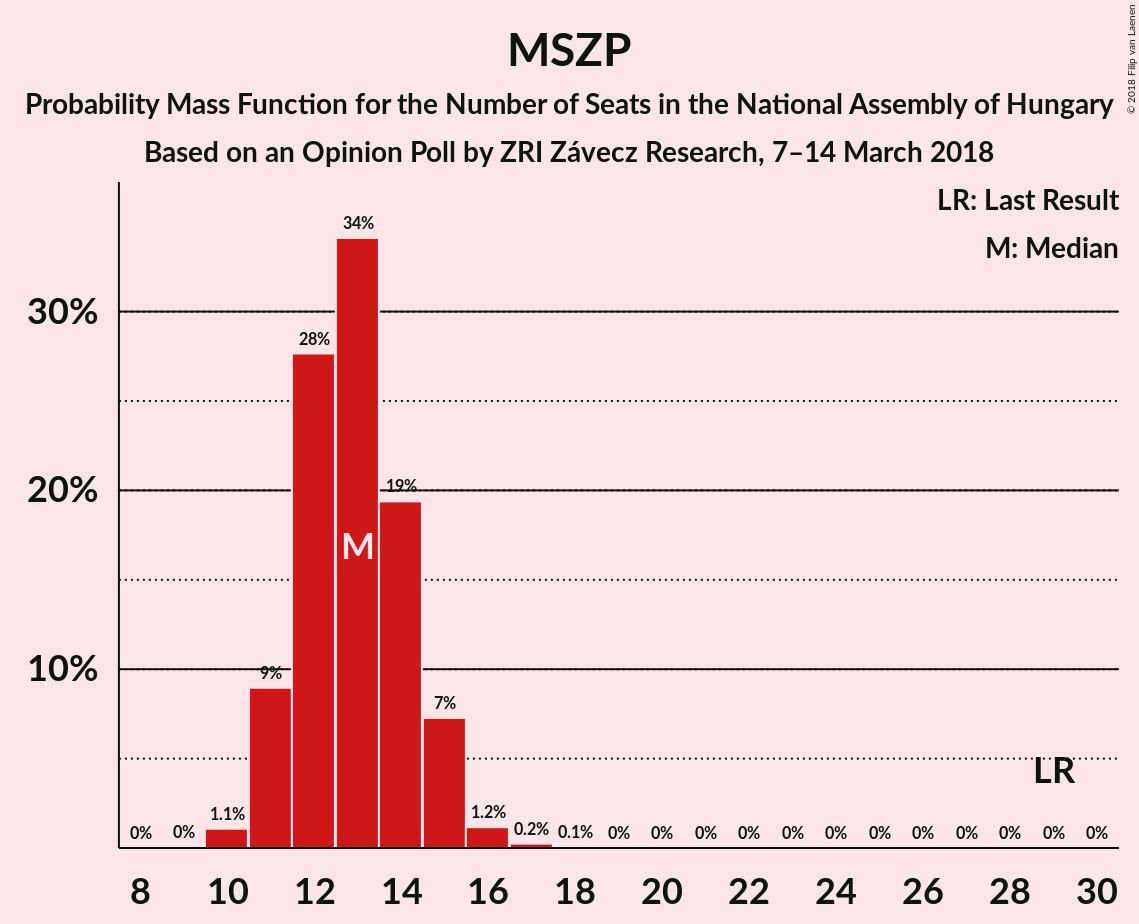 MSZP
Probability Mass Function for the Number of Seats in the National Assembly of Hungary
Based on an Opinion Poll by ZRI Závecz Research, 7–14 March 2018
© 2018 Filip van Laenen
LR: Last Result
M: Median
34%
30%
28%
20%
19%
M
10%
9%
7%
LR
0% 0% 1.1% 1.2% 0.2% 0.1% 0% 0% 0% 0% 0% 0% 0% 0% 0% 0% 0% 0%
8 10 12 14 16 18 20 22 24 26 28 30